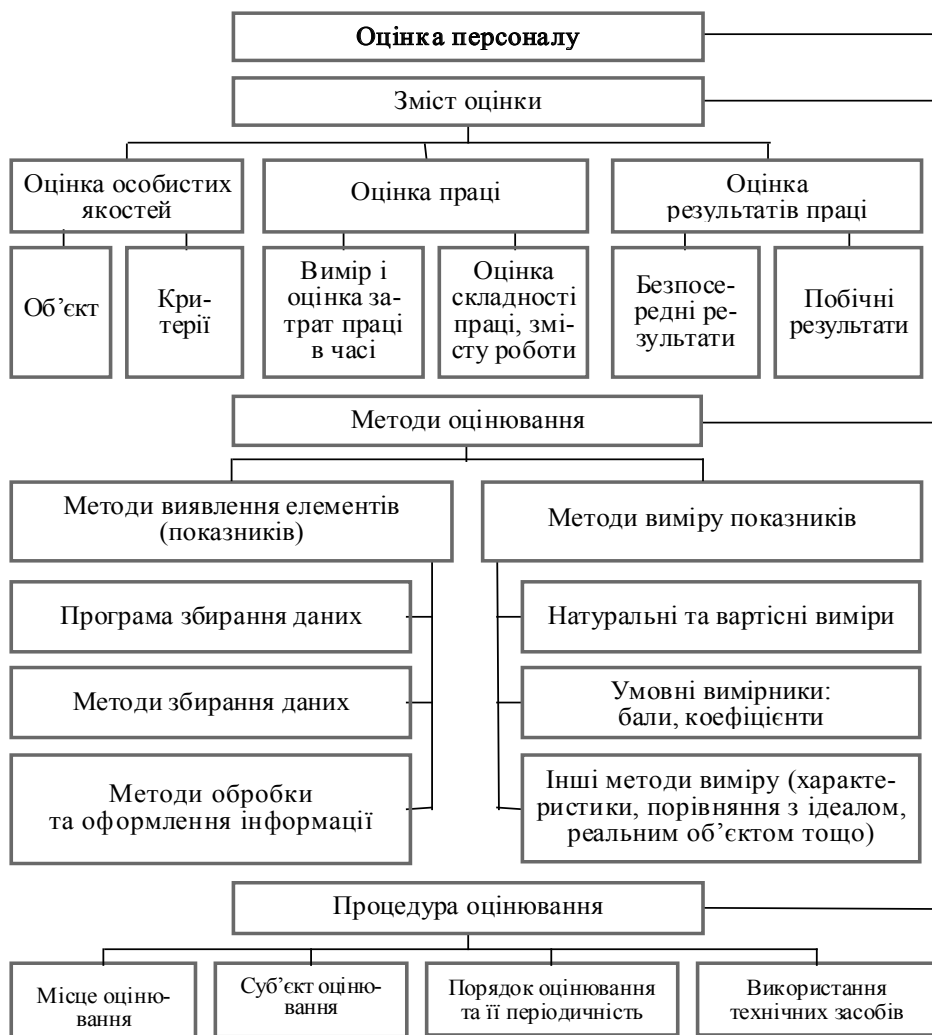 Оцінка персоналу
Зміст оцінки
Оцінка особистих
якостей
Оцінка праці
Оцінка
результатів праці
Об’єкт
Кри-
терії
Вимір і
оцінка за-
трат праці
в часі
Оцінка
складності
праці, змі-
сту роботи
Безпосе-
редні ре-
зультати
Побічні
результати
Методи оцінювання
Методи виявлення елементів
(показників)
Методи виміру показників
Програма збирання даних
Натуральні та вартісні виміри
Методи збирання даних
Умовні вимірники:
бали, коефіцієнти
Методи обробки
та оформлення інформації
Інші методи виміру (характе-
ристики, порівняння з ідеалом,
реальним об’єктом тощо)
Процедура оцінювання
Місце оціню-
вання
Суб’єкт оціню-
вання
Порядок оцінювання
та її періодичність
Використання
технічних засобів